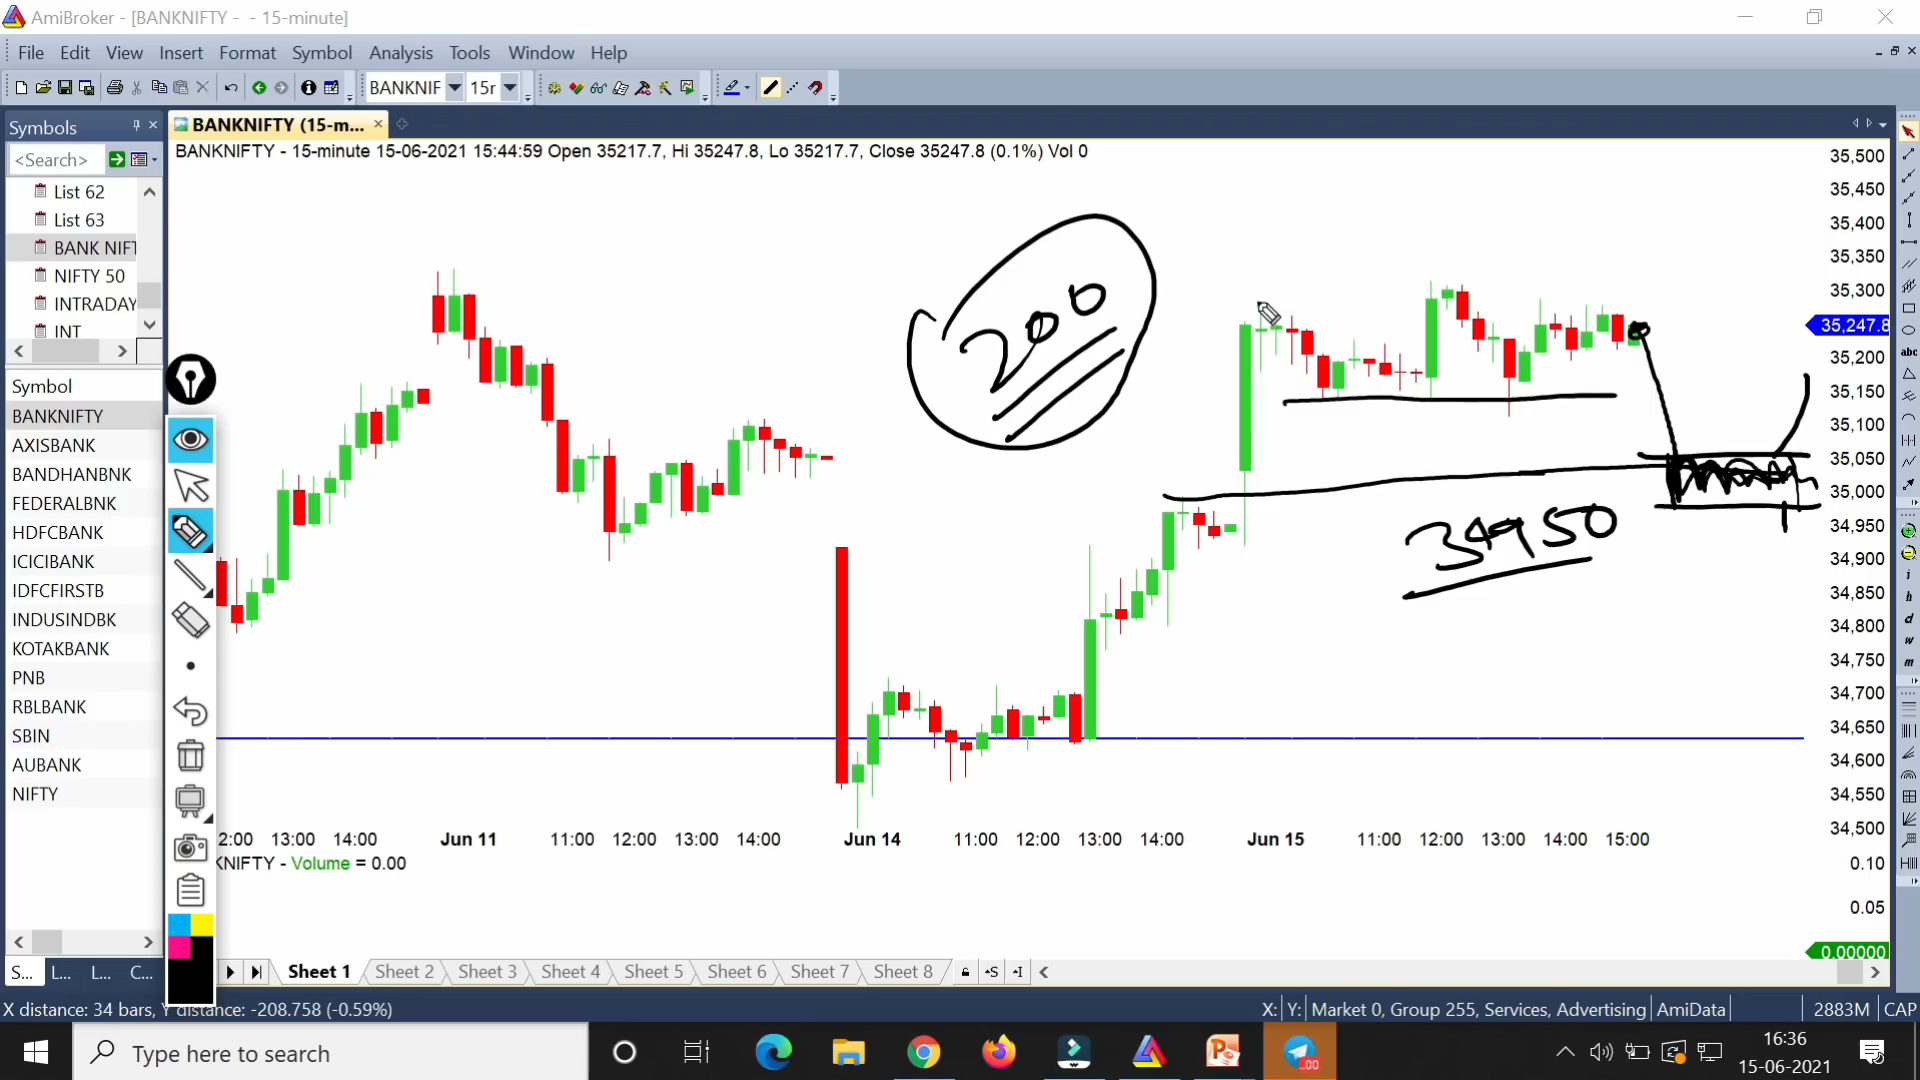 AmiBroker - [BANKNIFTY - - 15-minute]
File Edit View Insert Format Symbol Analysis Tools Window Help
BANKNIF 15r
Symbols
<Search>
List 62
List 63
BANK NIFT
NIFTY 50
INTRADAY
INT
Symbol
BANKNIFTY
AXISBANK
BANDHANBNK
FEDERALBNK
HDFCBANK
ICICIBANK
IDFCFIRSTB
INDUSINDBK
KOTAKBANK
PNB
RBLBANK
SBIN
AUBANK
NIFTY
S... L... L... C...
BANKNIFTY (15-m...
BANKNIFTY - 15-minute 15-06-2021 15:44:59 Open 35217.7, Hi 35247.8, Lo 35217.7, Close 35247.8 (0.1%) Vol 0
200
34950
35,500
35,450
35,400
35,350
35,300
35,247.8
35,200
35,150
35,100
35,050
35,000
34,950
34,900
34,850
34,800
34,750
34,700
34,650
34,600
34,550
34,500
2:00 13:00 14:00 Jun 11 11:00 12:00 13:00 14:00 Jun 14 11:00 12:00 13:00 14:00 Jun 15 11:00 12:00 13:00 14:00 15:00
KNIFTY - Volume = 0.00
0.10
0.05
0.00000
abc
i
h
d
w
m
Sheet 1 Sheet 2 Sheet 3 Sheet 4 Sheet 5 Sheet 6 Sheet 7 Sheet 8
X distance: 34 bars, Y distance: -208.758 (-0.59%) X: Y: Market 0, Group 255, Services, Advertising AmiData 2883M CAP
Type here to search
16:36
15-06-2021